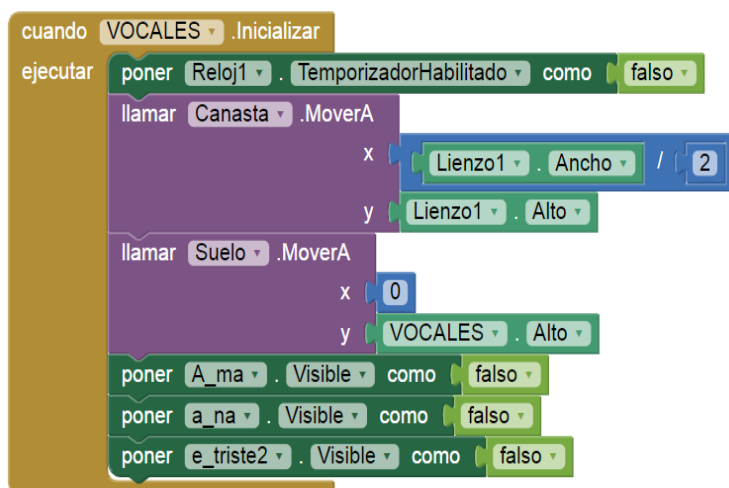 cuando VOCALES .Inicializar
ejecutar poner Reloj1 . TemporizadorHabilitado como falso
llamar Canasta .MoverA
x Lienzo1 . Ancho / 2
y Lienzo1 . Alto
llamar Suelo .MoverA
x 0
y VOCALES . Alto
poner A_ma . Visible como falso
poner a_na . Visible como falso
poner e_triste2 . Visible como falso